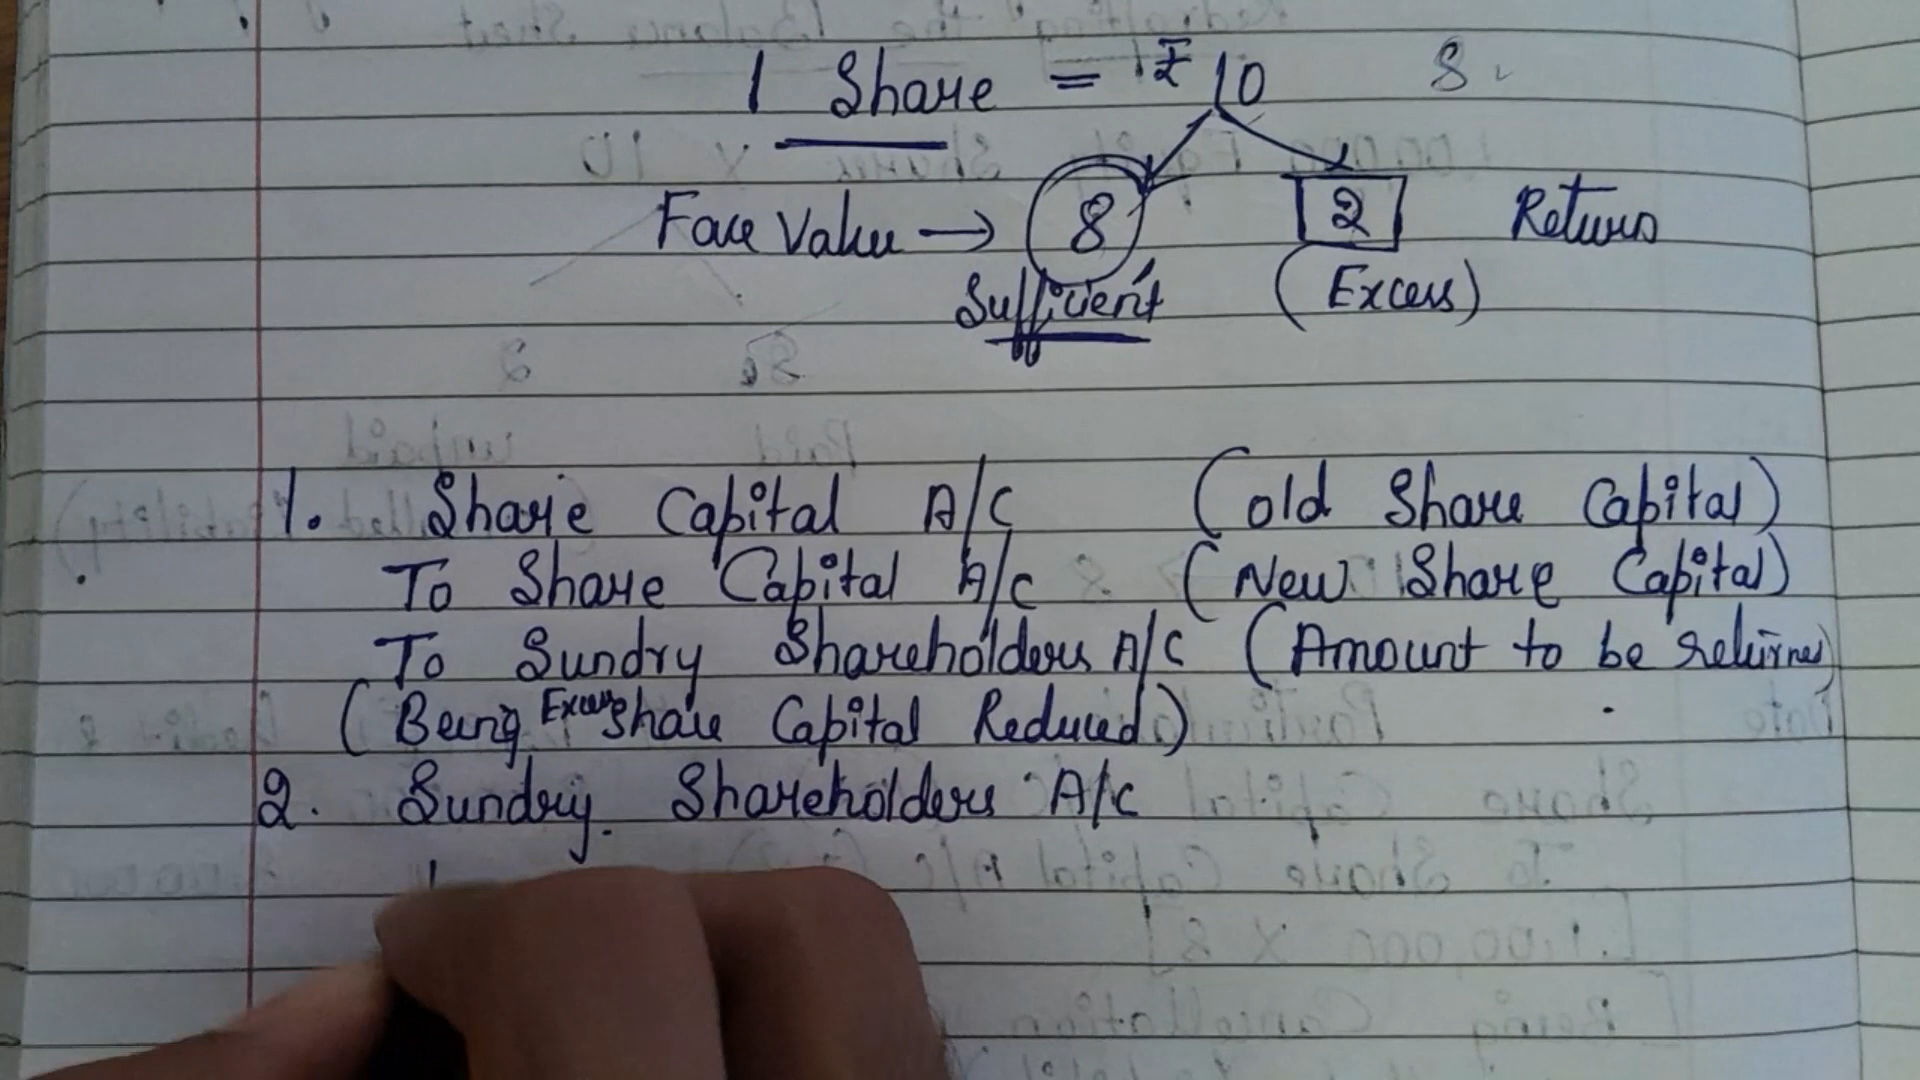 1 Share = ₹ 10 8
Face Value → 8 2 Return
Sufficient (Excess)
1. Share Capital A/C (old Share Capital)
To Share Capital A/C (New Share Capital)
To Sundry Shareholders A/C (Amount to be returned)
(Being Excess Share Capital Reduced)
2. Sundry Shareholders A/C